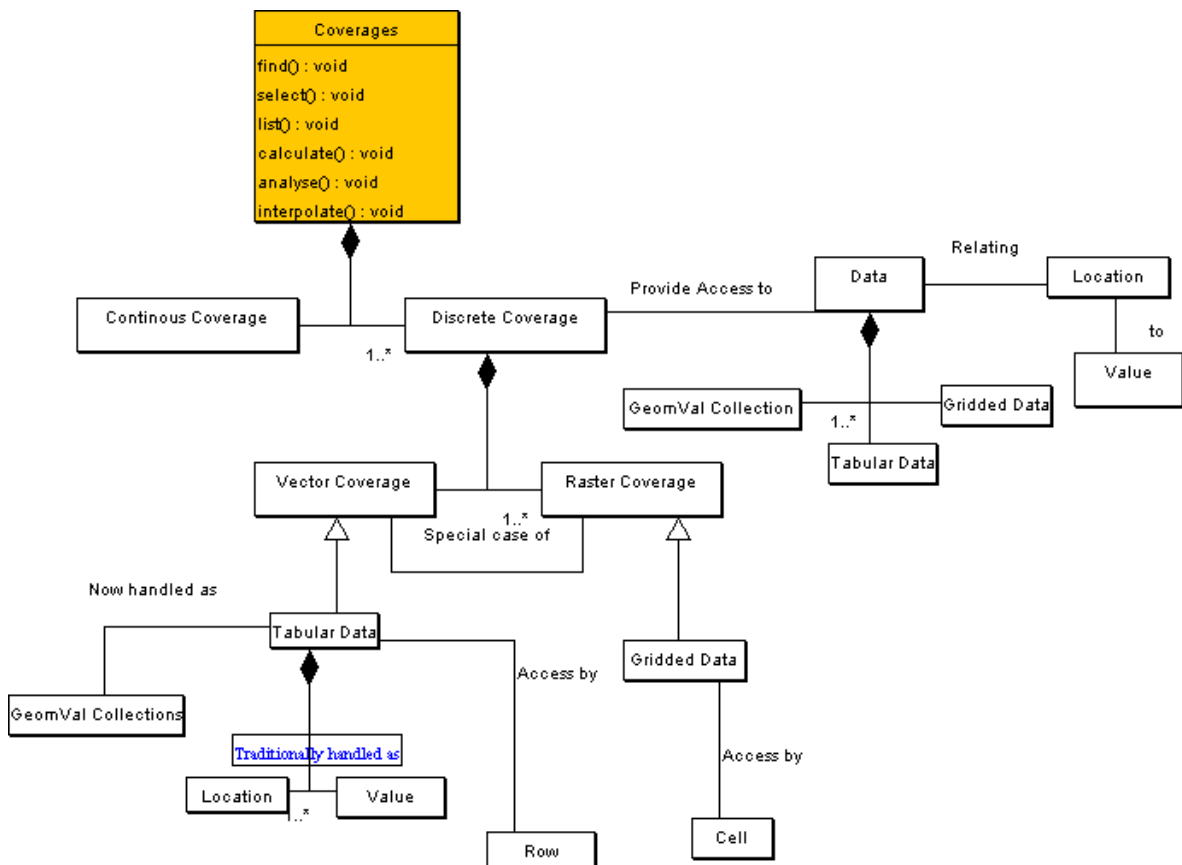 Coverages
find() : void
select() : void
list() : void
calculate() : void
analyse() : void
interpolate() : void
Relating
Data
Location
Provide Access to
Continous Coverage
Discrete Coverage
to
1..*
Value
GeomVal Collection
Gridded Data
1..*
Tabular Data
Vector Coverage
Raster Coverage
1..*
Special case of
Now handled as
Tabular Data
Gridded Data
Access by
GeomVal Collections
Traditionally handled as
Access by
Location
Value
1..*
Cell
Row